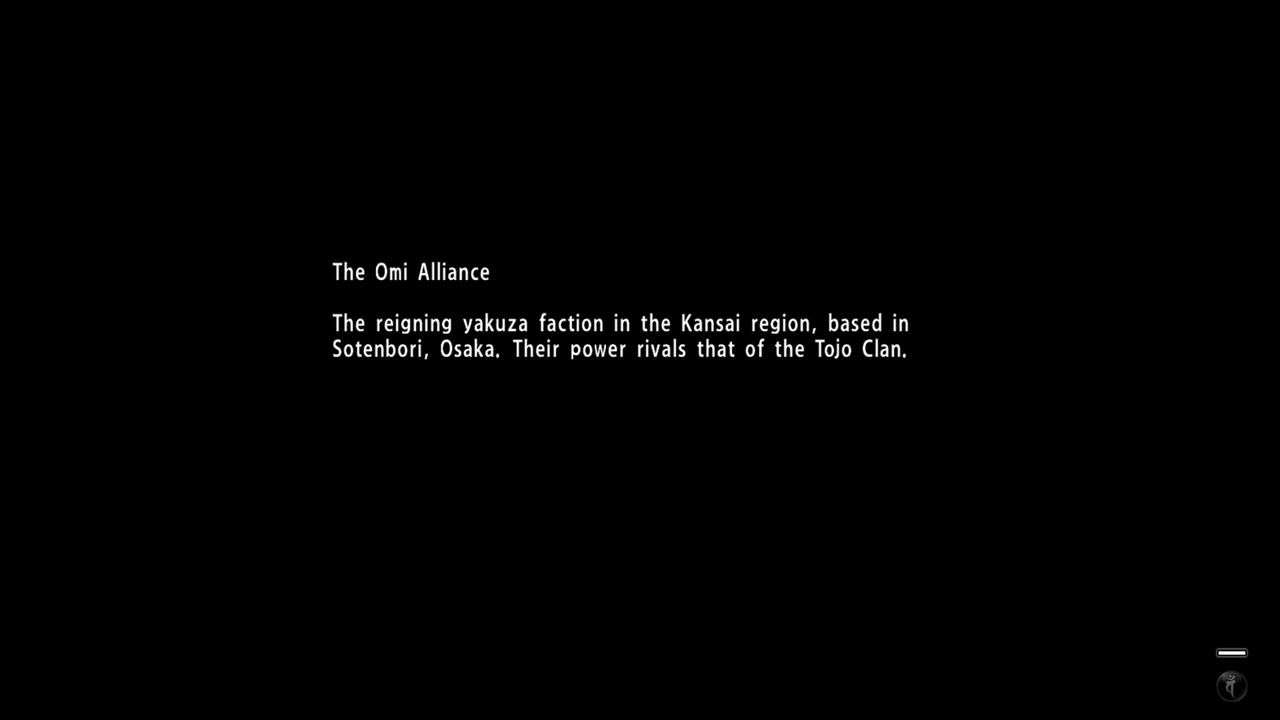 The Omi Alliance
The reigning yakuza faction in the Kansai region, based in
Sotenbori, Osaka. Their power rivals that of the Tojo Clan.